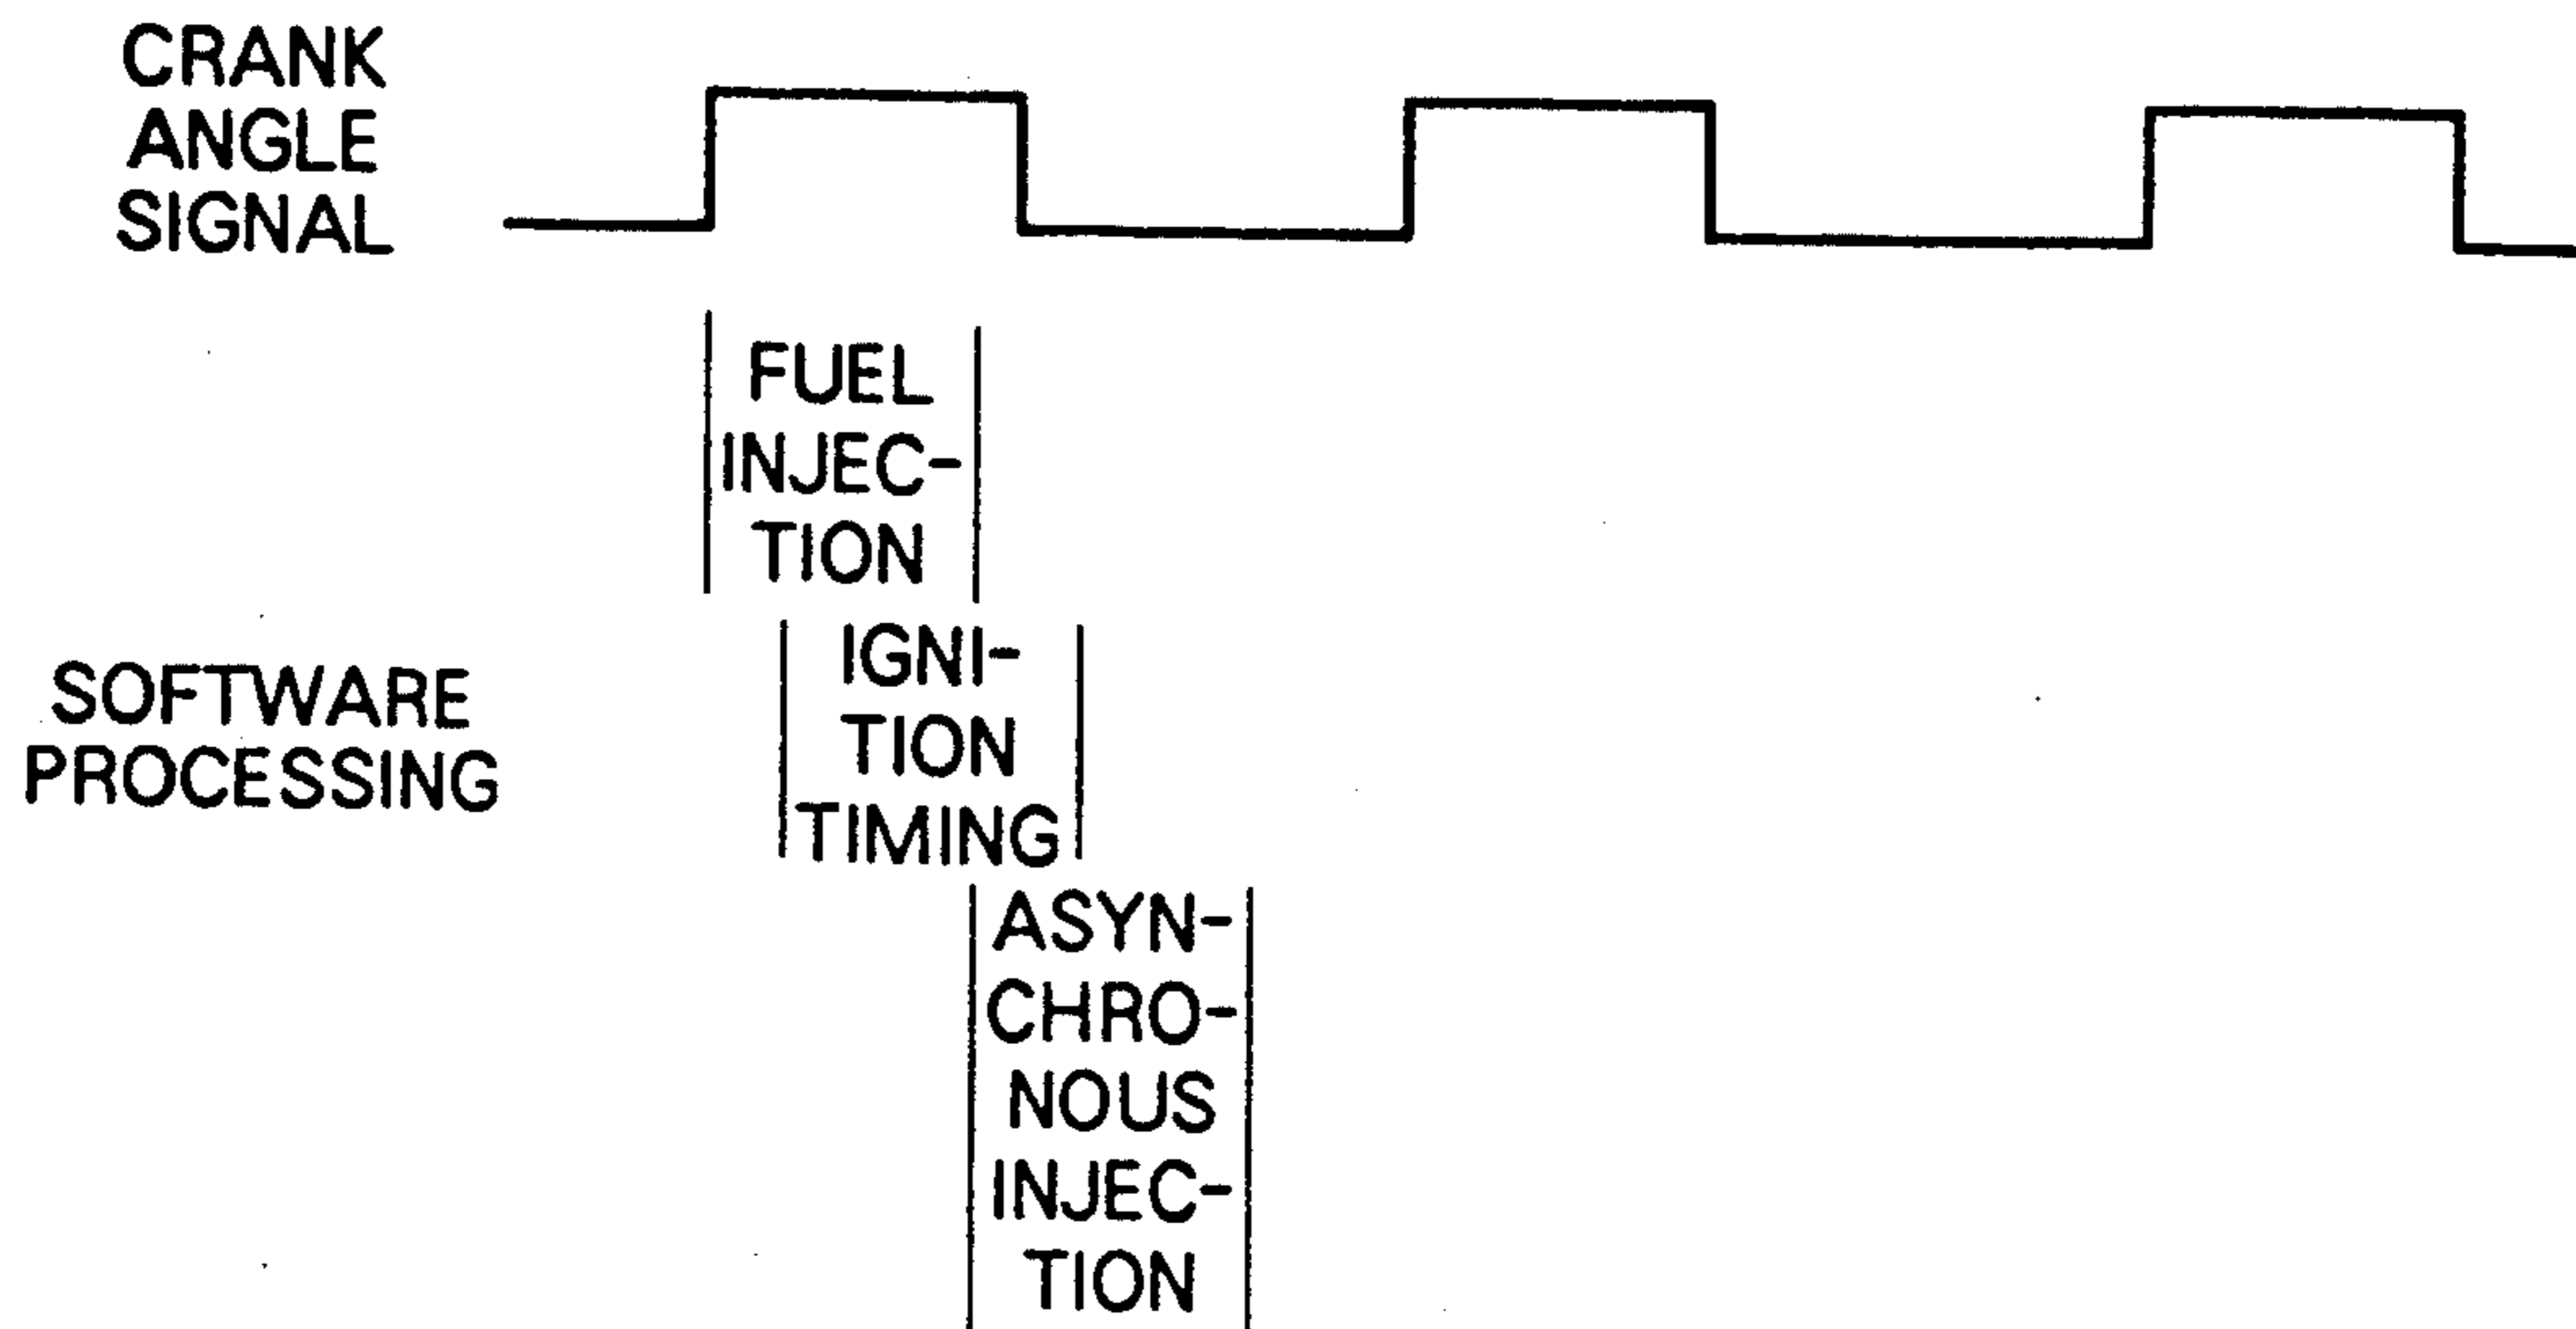 CRANK
ANGLE
SIGNAL
FUEL
INJEC-
TION
SOFTWARE
PROCESSING
IGNI-
TION
TIMING
ASYN-
CHRO-
NOUS
INJEC-
TION